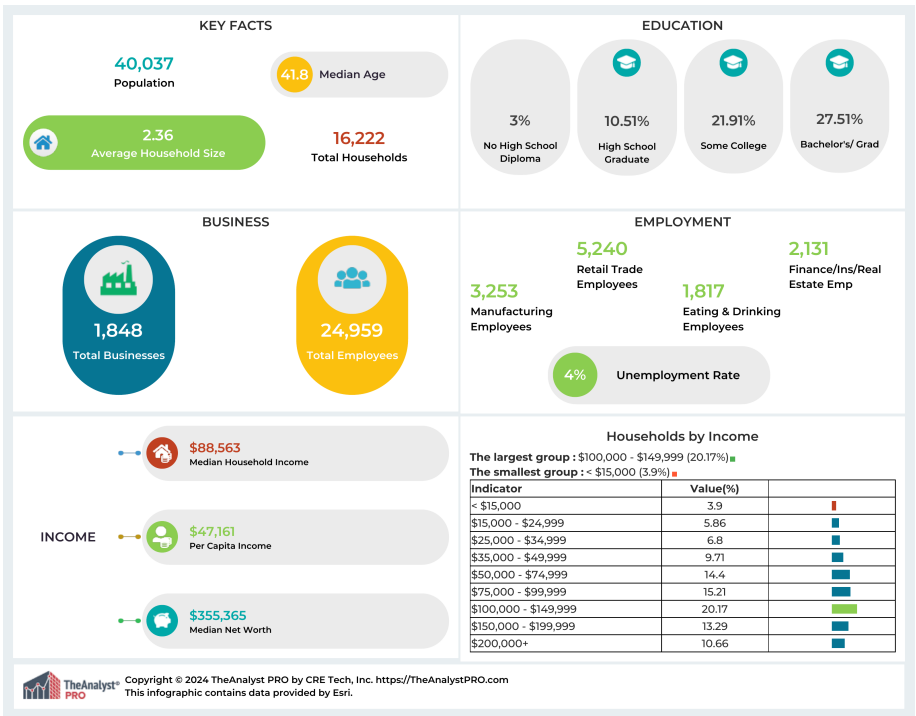 KEY FACTS
40,037
Population
41.8 Median Age
2.36
Average Household Size
16,222
Total Households
EDUCATION
3%
No High School
Diploma
10.51%
High School
Graduate
21.91%
Some College
27.51%
Bachelor's/ Grad
BUSINESS
1,848
Total Businesses
24,959
Total Employees
EMPLOYMENT
3,253
Manufacturing
Employees
5,240
Retail Trade
Employees
1,817
Eating & Drinking
Employees
2,131
Finance/Ins/Real
Estate Emp
4% Unemployment Rate
INCOME
$88,563
Median Household Income
$47,161
Per Capita Income
$355,365
Median Net Worth
Households by Income
The largest group : $100,000 - $149,999 (20.17%)
The smallest group : < $15,000 (3.9%)
Indicator Value(%)
< $15,000 3.9
$15,000 - $24,999 5.86
$25,000 - $34,999 6.8
$35,000 - $49,999 9.71
$50,000 - $74,999 14.4
$75,000 - $99,999 15.21
$100,000 - $149,999 20.17
$150,000 - $199,999 13.29
$200,000+ 10.66
TheAnalyst®
PRO
Copyright © 2024 TheAnalyst PRO by CRE Tech, Inc. https://TheAnalystPRO.com
This infographic contains data provided by Esri.